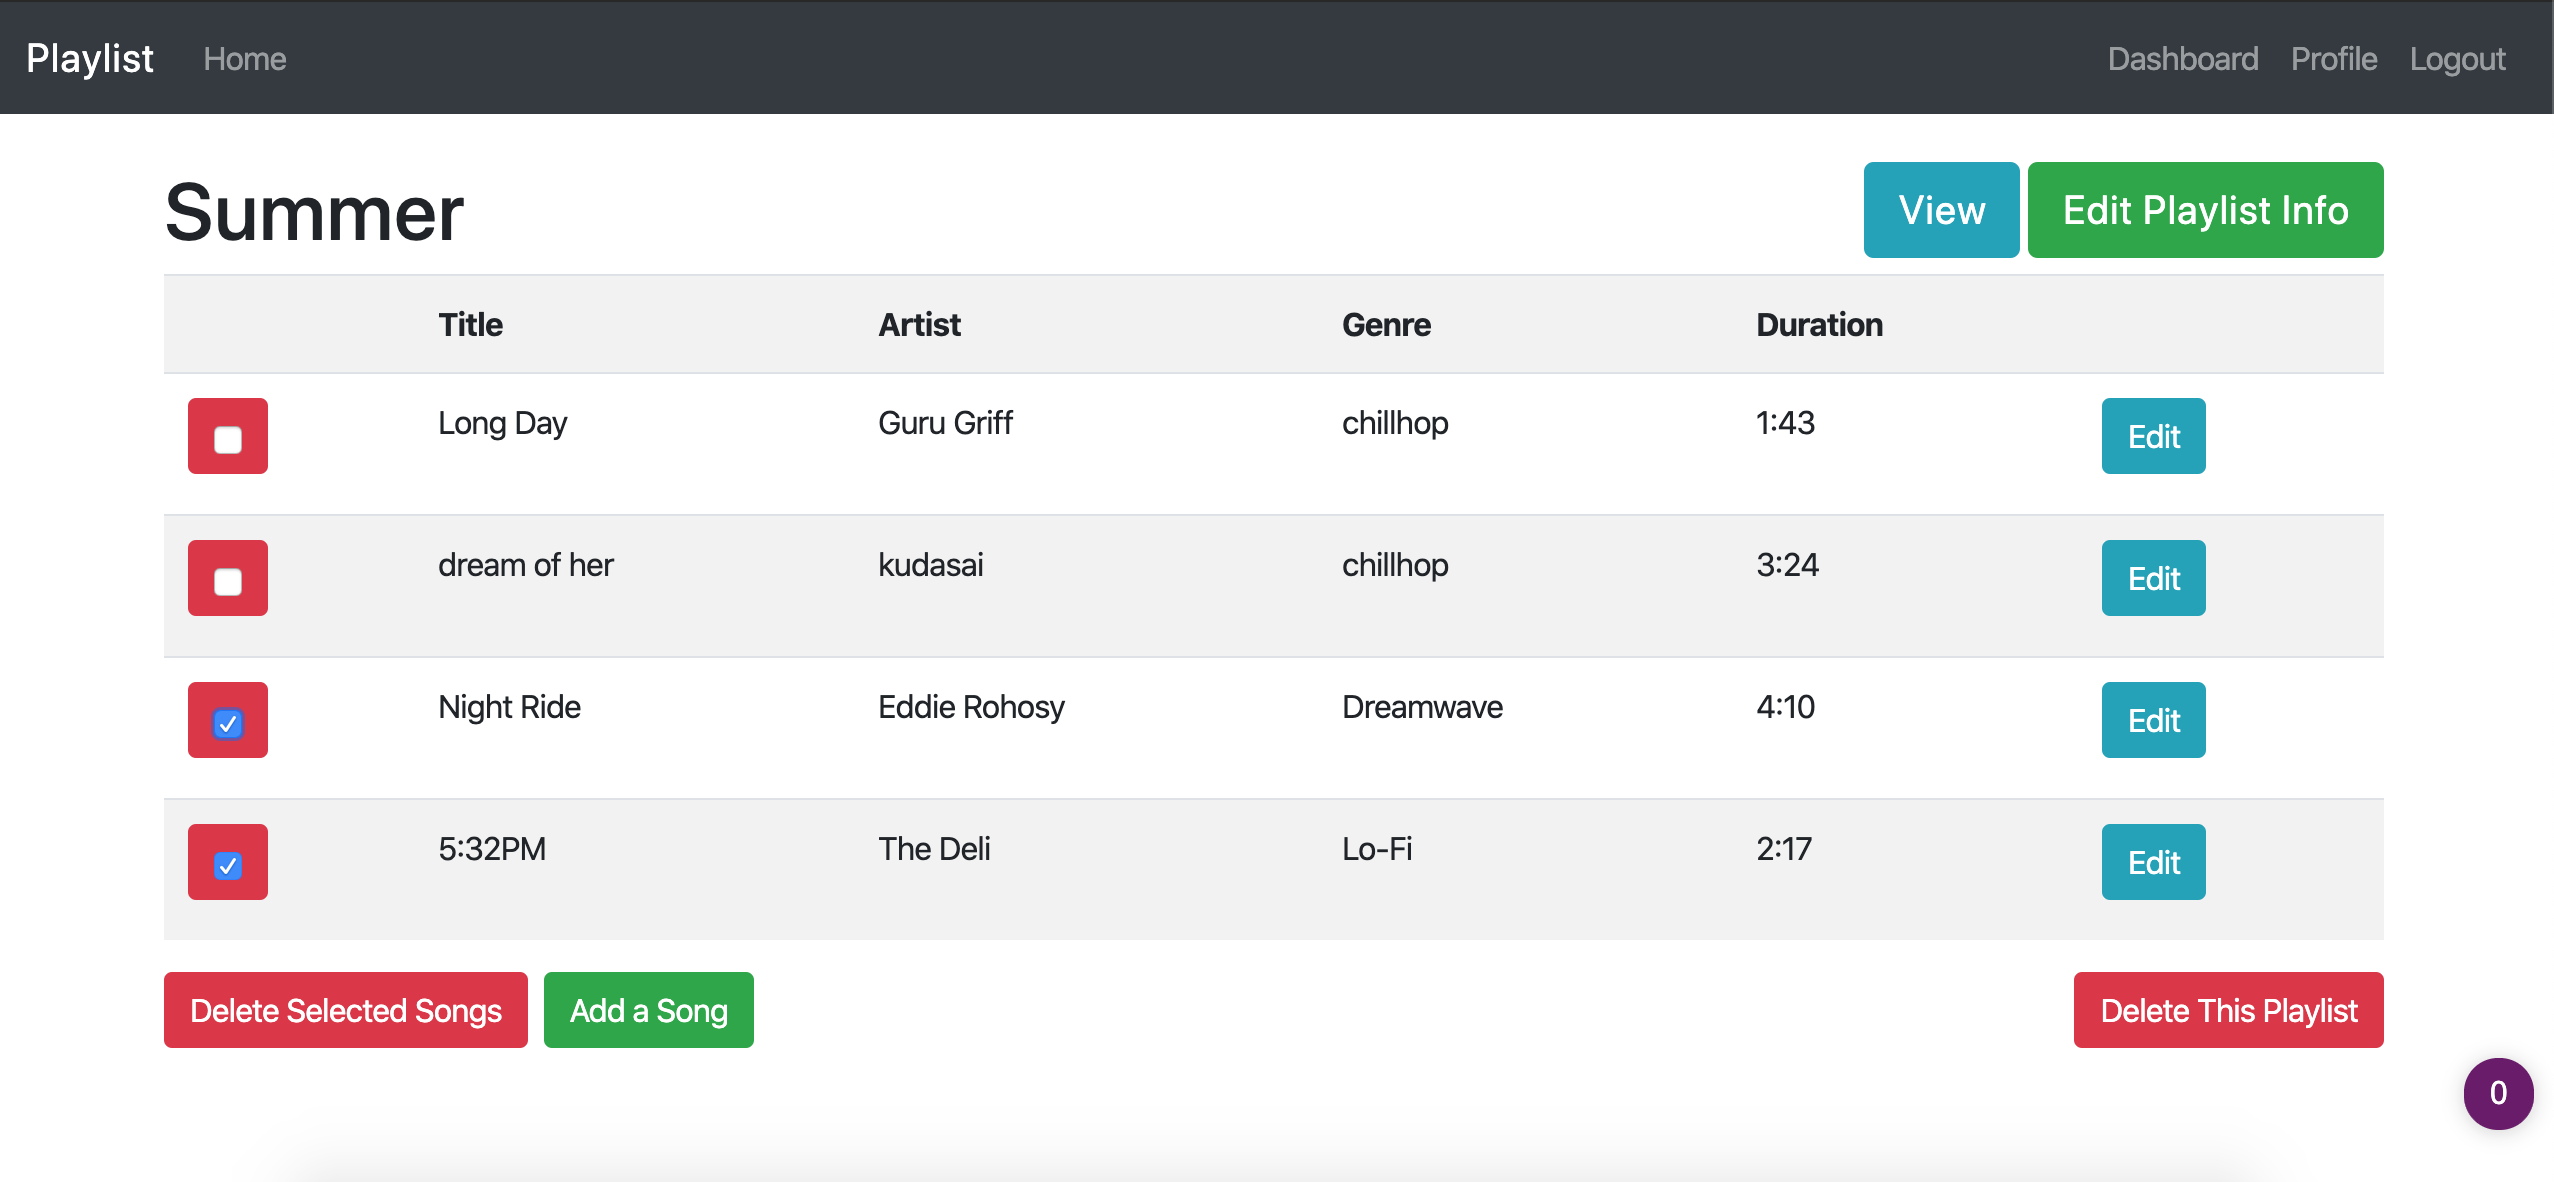 Playlist Home Dashboard Profile Logout
Summer View Edit Playlist Info
Title Artist Genre Duration
Long Day Guru Griff chillhop 1:43 Edit
dream of her kudasai chillhop 3:24 Edit
Night Ride Eddie Rohosy Dreamwave 4:10 Edit
5:32PM The Deli Lo-Fi 2:17 Edit
Delete Selected Songs Add a Song Delete This Playlist
0